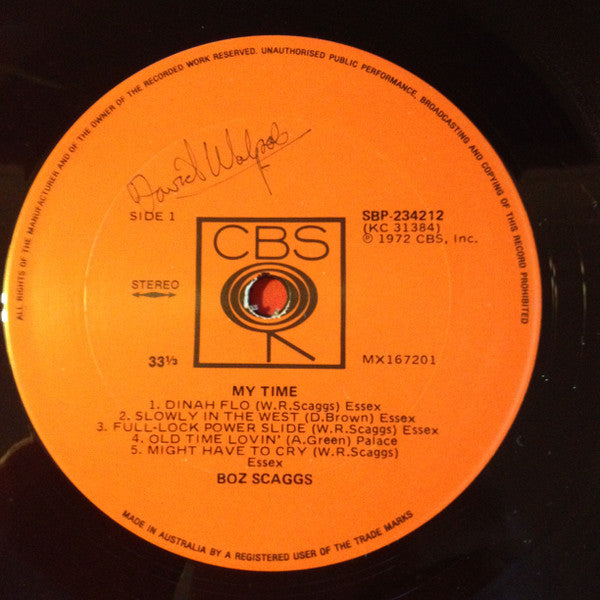 ALL RIGHTS OF THE MANUFACTURER AND OF THE OWNER OF THE RECORDED WORK RESERVED. UNAUTHORISED PUBLIC PERFORMANCE, BROADCASTING AND COPYING OF THIS RECORD PROHIBITED
David
SIDE 1
SBP-234212
(KC 31384)
℗ 1972 CBS, Inc.
CBS
STEREO
33⅓
MX167201
MY TIME
1. DINAH FLO (W.R.Scaggs) Essex
2. SLOWLY IN THE WEST (D.Brown) Essex
3. FULL-LOCK POWER SLIDE (W.R.Scaggs) Essex
4. OLD TIME LOVIN' (A.Green) Palace
5. MIGHT HAVE TO CRY (W.R.Scaggs)
Essex
BOZ SCAGGS
MADE IN AUSTRALIA BY A REGISTERED USER OF THE TRADE MARKS